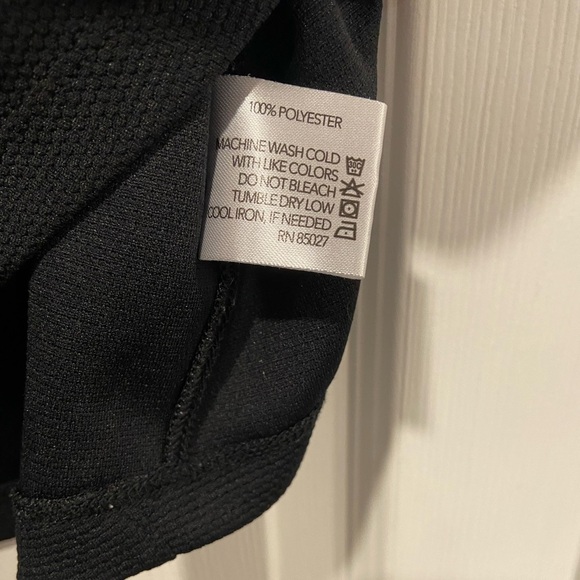 100% POLYESTER
MACHINE WASH COLD
WITH LIKE COLORS
DO NOT BLEACH
TUMBLE DRY LOW
COOL IRON, IF NEEDED
RN 85027